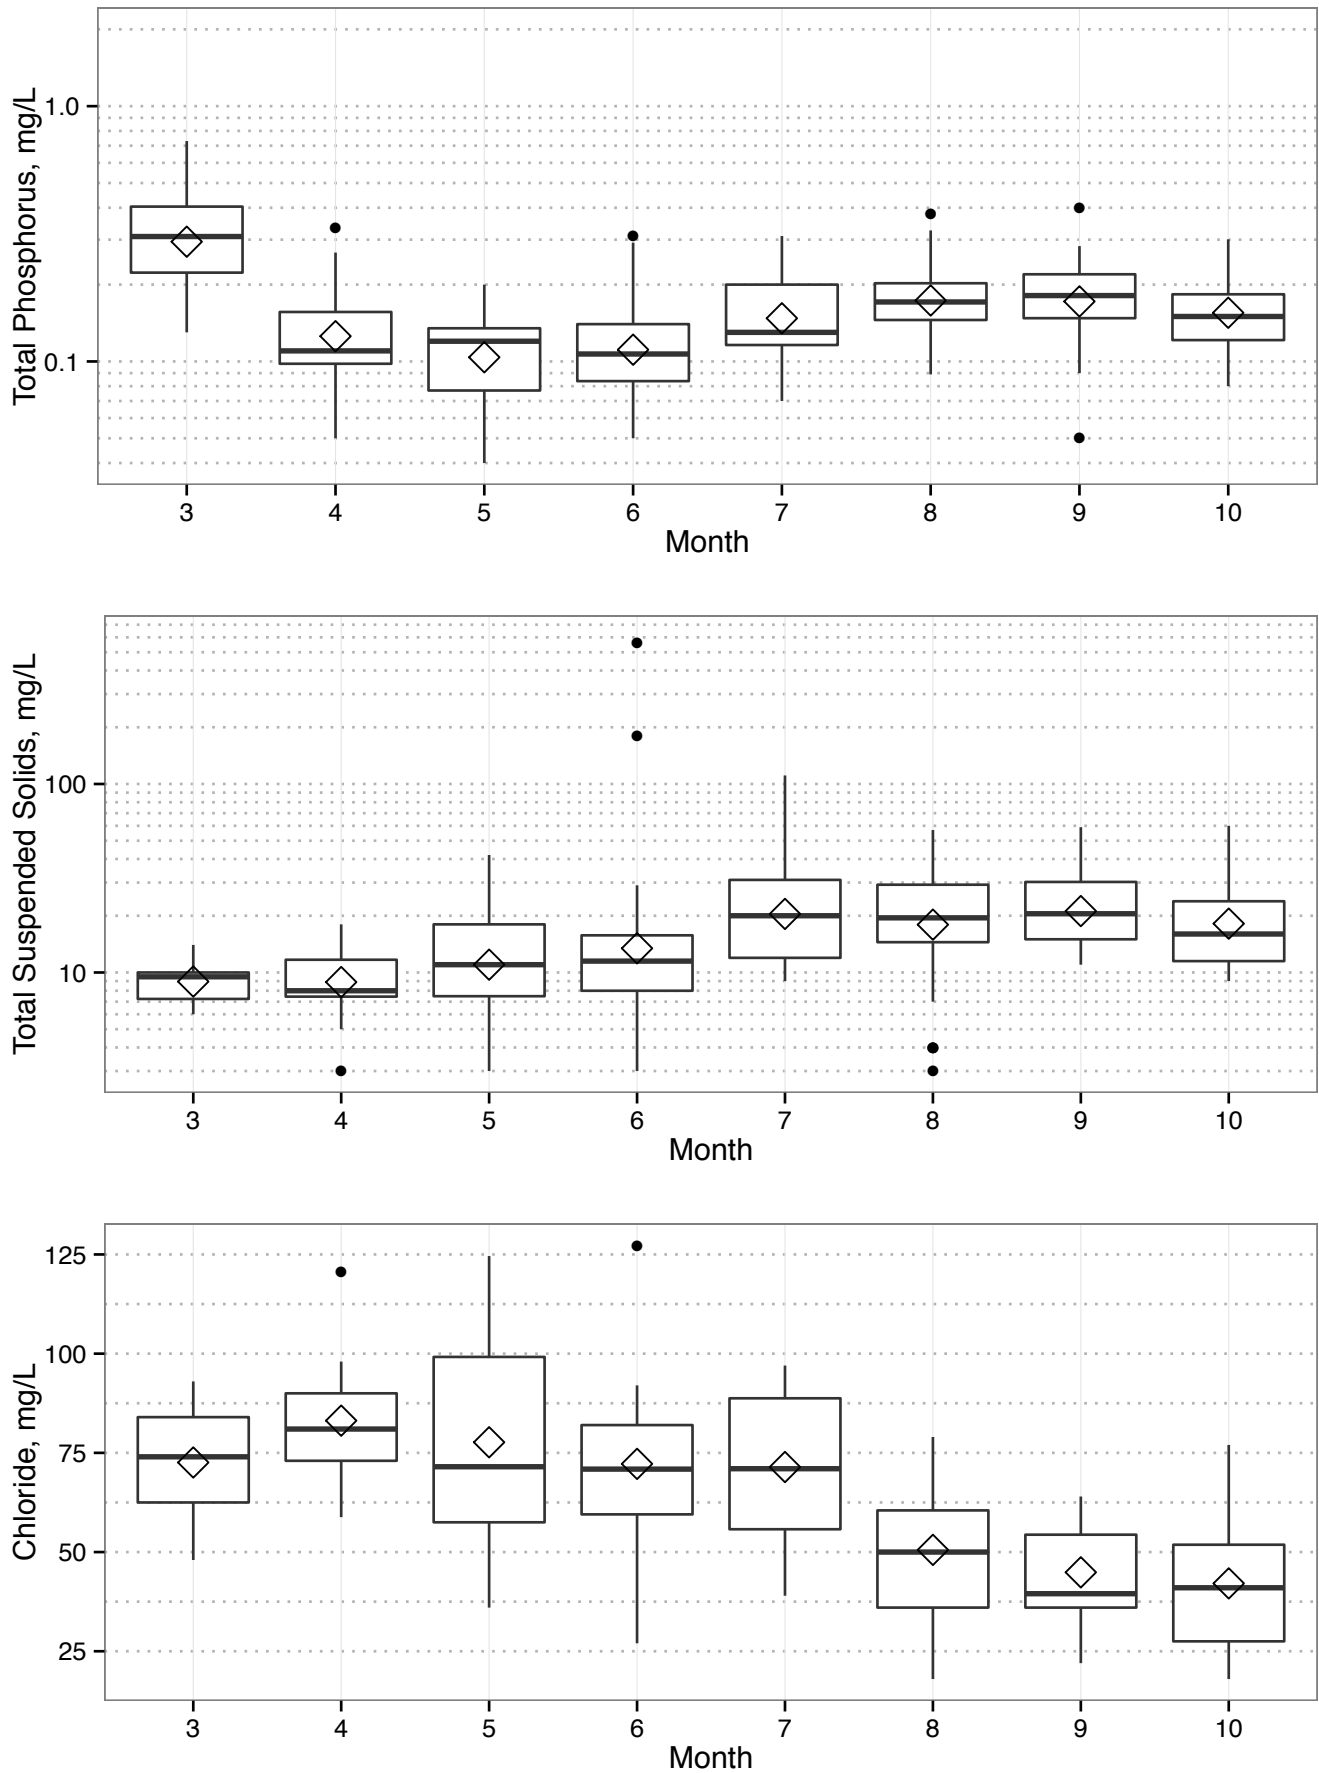 Total Phosphorus, mg/L
1.0
0.1
3 4 5 6 7 8 9 10
Month
Total Suspended Solids, mg/L
100
10
3 4 5 6 7 8 9 10
Month
Chloride, mg/L
125
100
75
50
25
3 4 5 6 7 8 9 10
Month